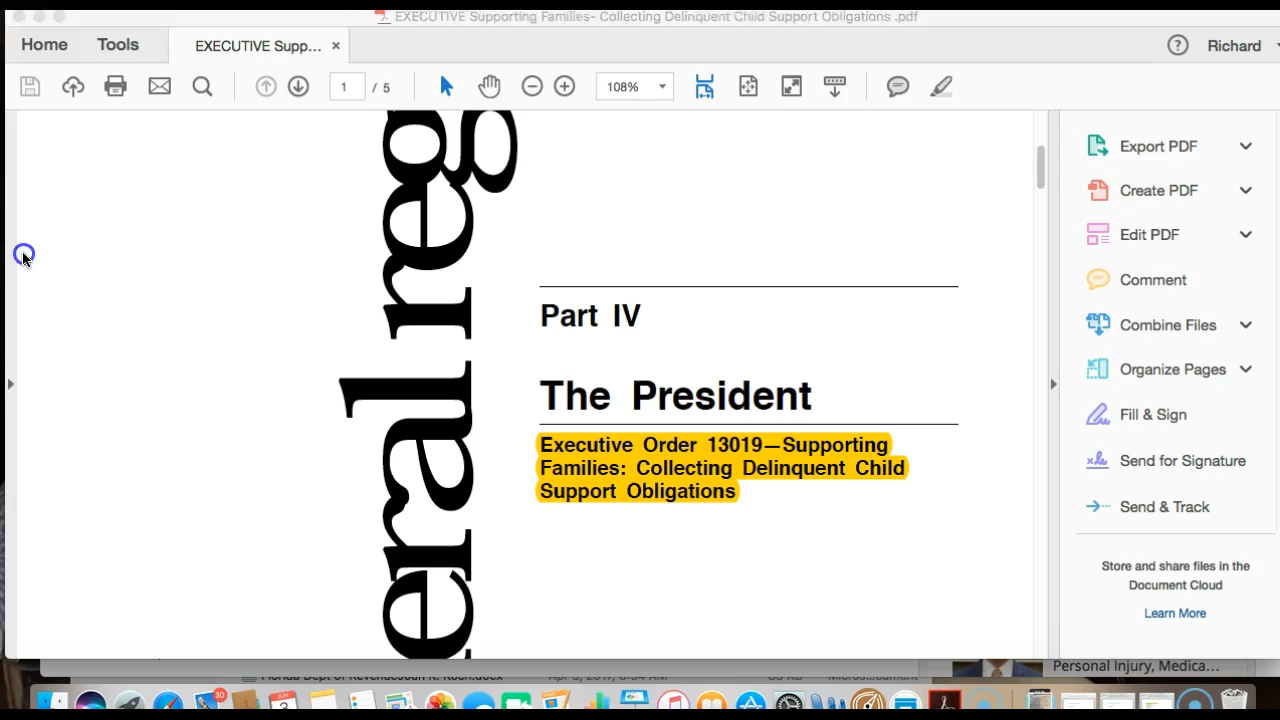 EXECUTIVE Supporting Families- Collecting Delinquent Child Support Obligations .pdf
Home Tools EXECUTIVE Supp... × ? Richard
1 / 5 108%
eral reg
Part IV
The President
Executive Order 13019—Supporting
Families: Collecting Delinquent Child
Support Obligations
Export PDF
Create PDF
Edit PDF
Comment
Combine Files
Organize Pages
Fill & Sign
Send for Signature
Send & Track
Store and share files in the
Document Cloud
Learn More
Personal Injury, Medica...
30
JUN
3